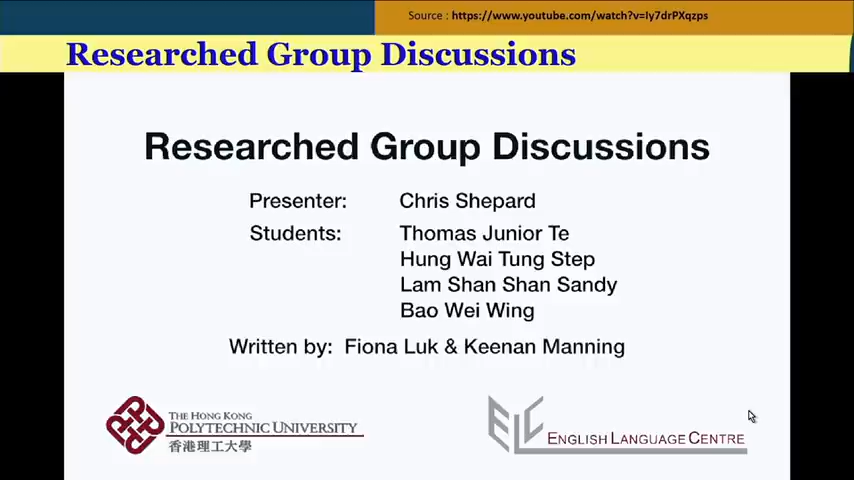 Source : https://www.youtube.com/watch?v=ly7drPXqzps
Researched Group Discussions
Researched Group Discussions
Presenter: Chris Shepard
Students: Thomas Junior Te
Hung Wai Tung Step
Lam Shan Shan Sandy
Bao Wei Wing
Written by: Fiona Luk & Keenan Manning
THE HONG KONG
POLYTECHNIC UNIVERSITY
香港理工大學
ELC ENGLISH LANGUAGE CENTRE